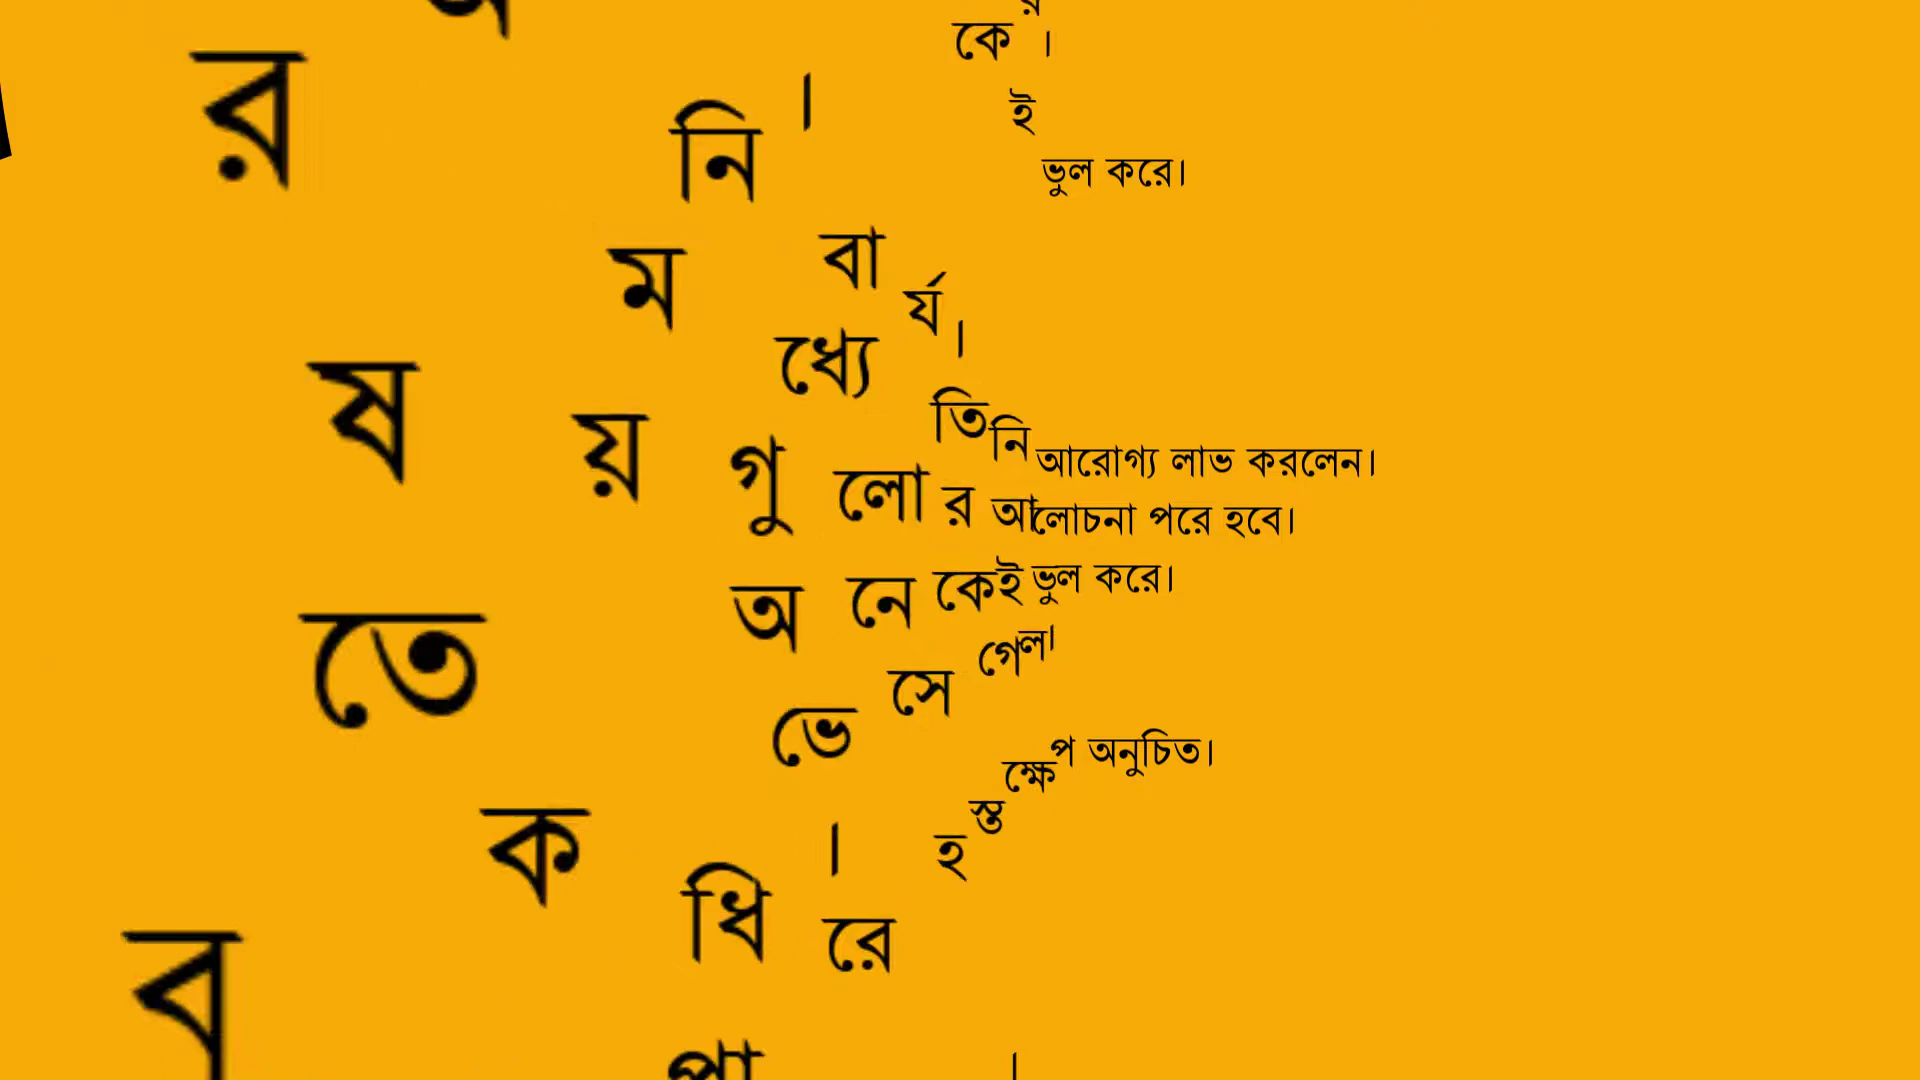 কে র।
ই
ভুল করে।
নি বা র্য।
ম ধ্যে তিনি আরোগ্য লাভ করলেন।
ষ য় গু লো র আলোচনা পরে হবে।
অ নে কেই ভুল করে।
তে ভে সে গেল।
হ স্ত ক্ষেপ অনুচিত।
ক
ধি রে
ব
পা